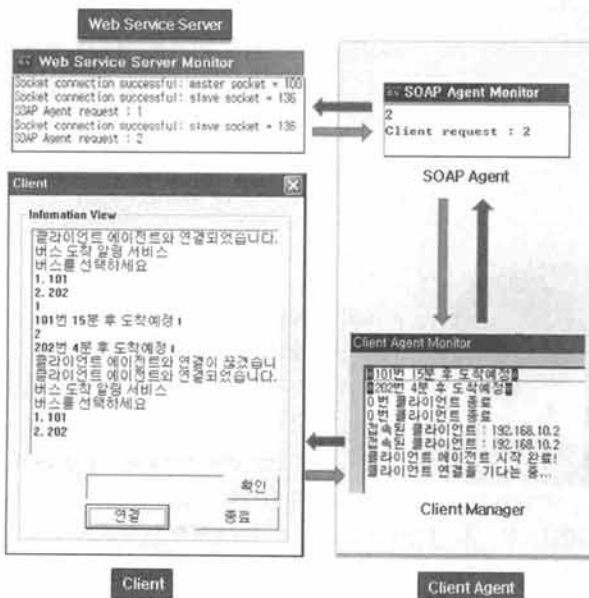 Web Service Server
Web Service Server Monitor
Socket connection successful: master socket = 100
Socket connection successful: slave socket = 136
SOAP Agent request : 1
Socket connection successful: slave socket = 136
SOAP Agent request : 2
SOAP Agent Monitor
2
Client request : 2
SOAP Agent
Client
Infomation View
클라이언트 에이전트와 연결되었습니다.
버스 도착 알림 서비스
버스를 선택하세요
1. 101
2. 202
1
101번 15분 후 도착예정
2
202번 4분 후 도착예정
클라이언트 에이전트와 연결이 끊겼습니
클라이언트 에이전트와 연결되었습니다.
버스 도착 알림 서비스
버스를 선택하세요
1. 101
2. 202
확인
연결
종료
Client
Client Agent Monitor
101번 15분 후 도착예정
202번 4분 후 도착예정
0번 클라이언트 종료
0번 클라이언트 종료
접속된 클라이언트 : 192.168.10.2
접속된 클라이언트 : 192.168.10.2
클라이언트 에이전트 시작 완료!
클라이언트 연결을 기다는 중...
Client Manager
Client Agent